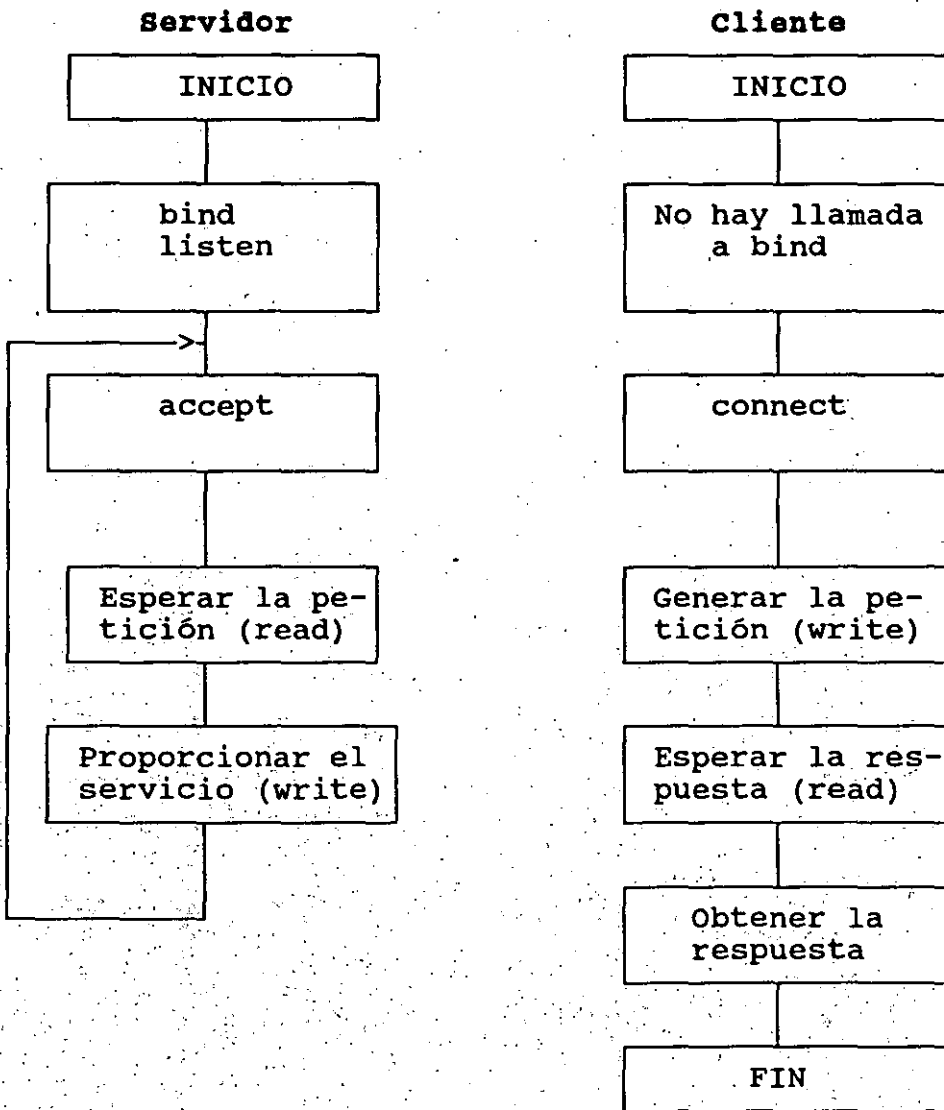 Servidor
INICIO
bind
listen
>
accept
Esperar la pe-
tición (read)
Proporcionar el
servicio (write)
Cliente
INICIO
No hay llamada
a bind
connect
Generar la pe-
tición (write)
Esperar la res-
puesta (read)
Obtener la
respuesta
FIN